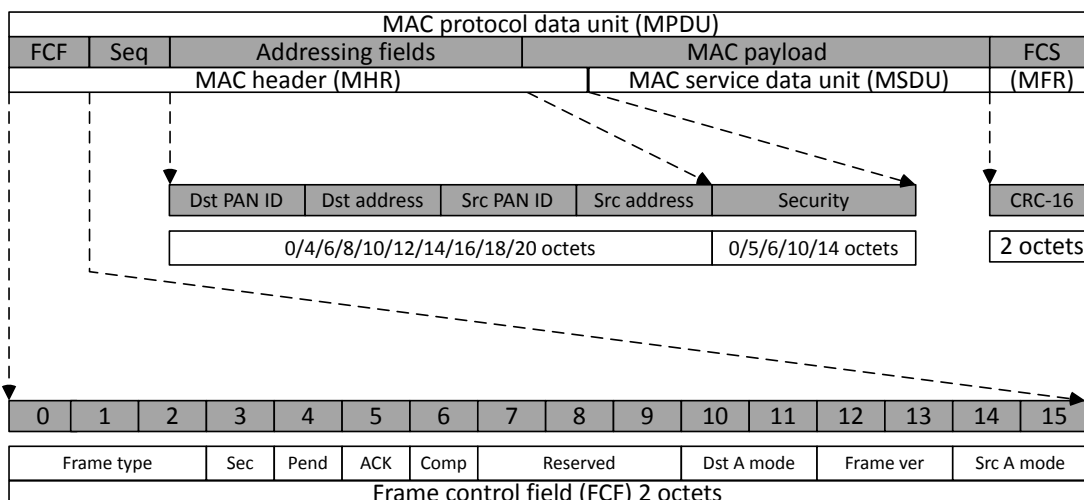 MAC protocol data unit (MPDU)
FCF Seq Addressing fields MAC payload FCS
MAC header (MHR) MAC service data unit (MSDU) (MFR)
Dst PAN ID Dst address Src PAN ID Src address Security CRC-16
0/4/6/8/10/12/14/16/18/20 octets 0/5/6/10/14 octets 2 octets
0 1 2 3 4 5 6 7 8 9 10 11 12 13 14 15
Frame type Sec Pend ACK Comp Reserved Dst A mode Frame ver Src A mode
Frame control field (FCF) 2 octets